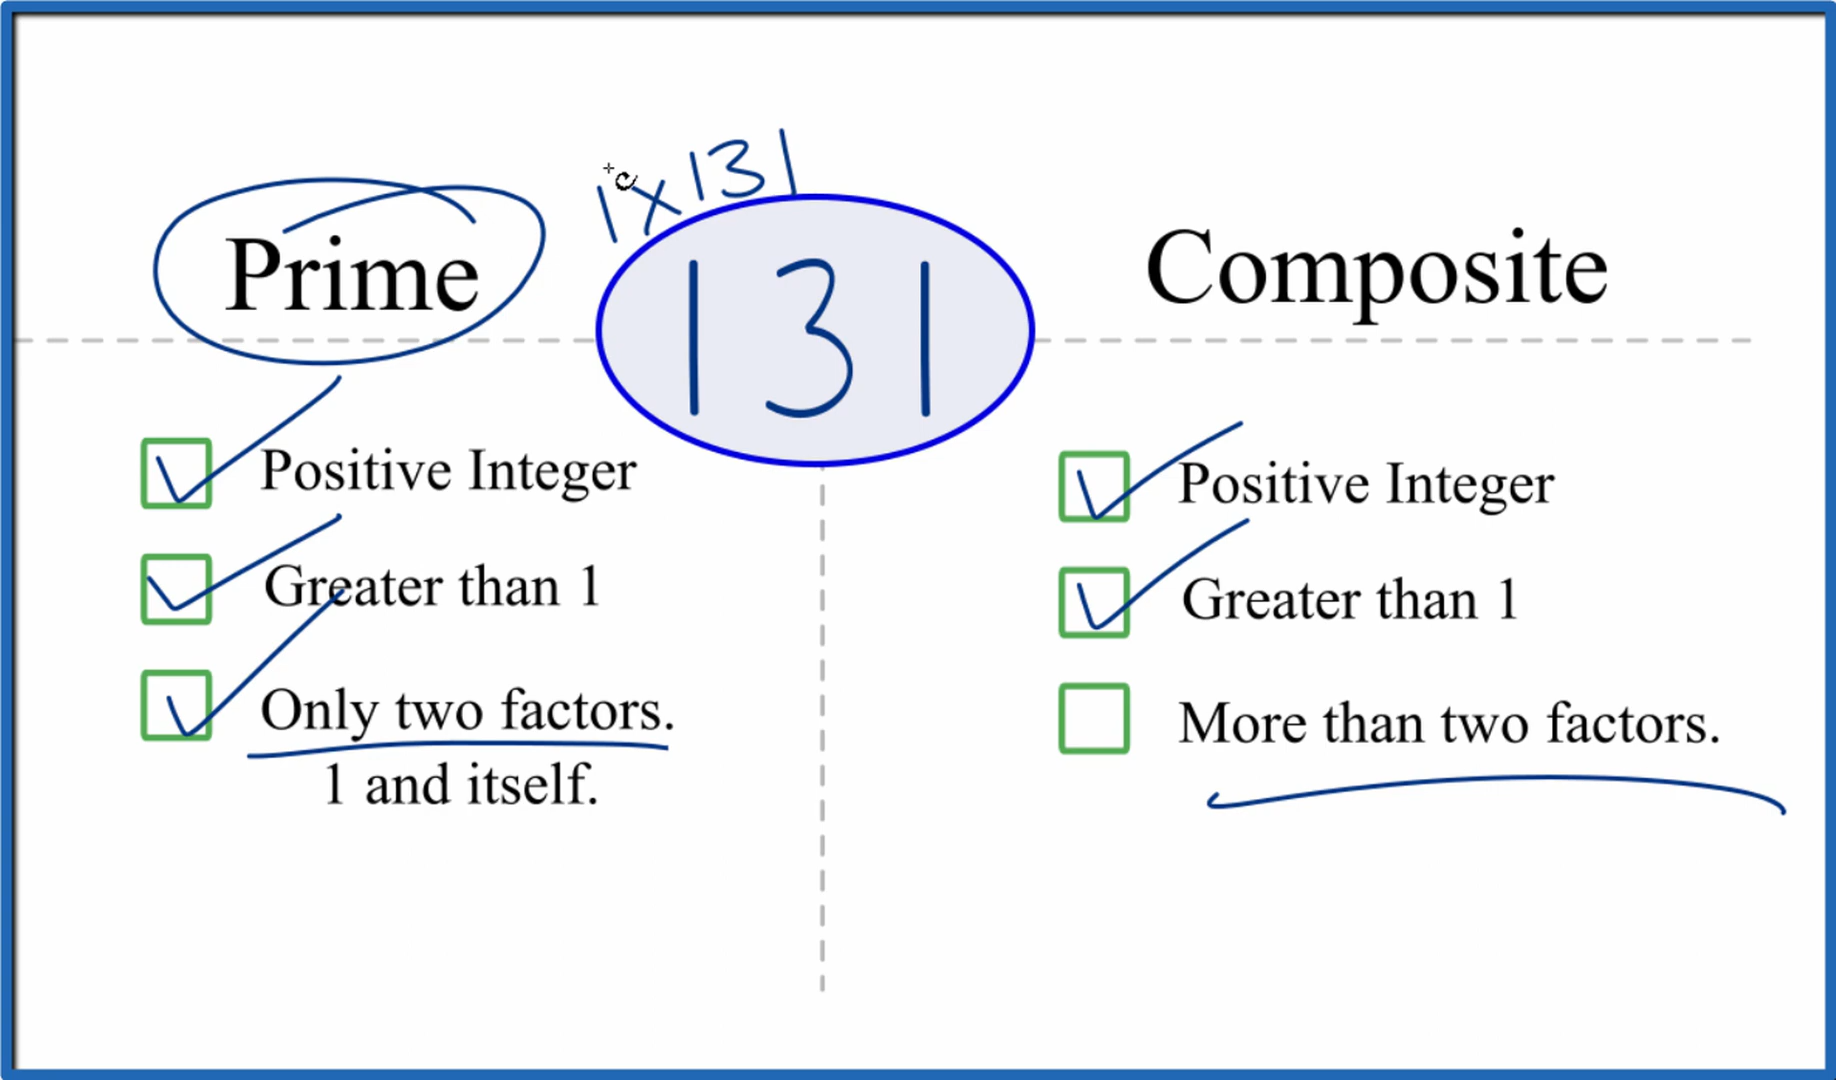 1x131
Prime
131
Composite
Positive Integer
Greater than 1
Only two factors.
1 and itself.
Positive Integer
Greater than 1
More than two factors.